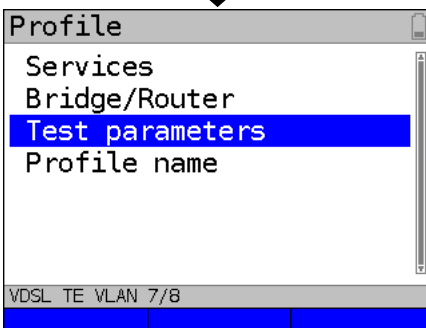 Profile
Services
Bridge/Router
Test parameters
Profile name
VDSL TE VLAN 7/8